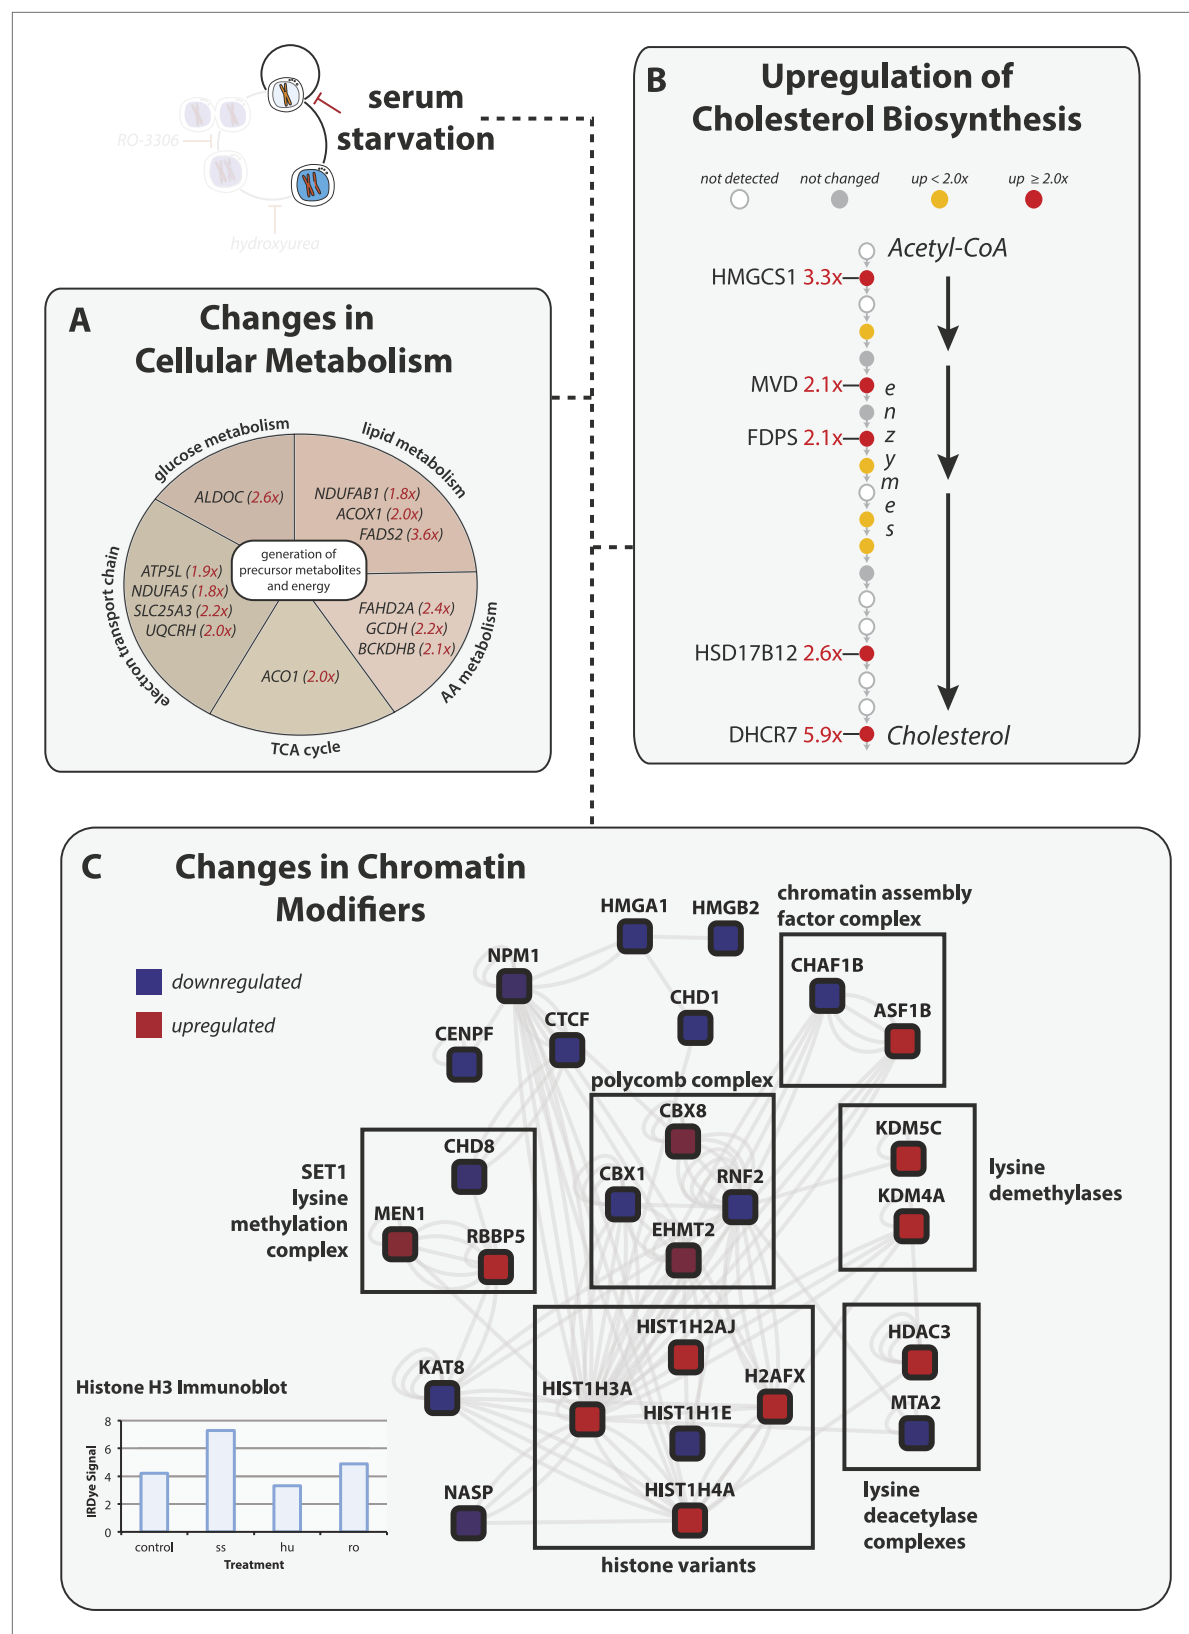 serum
starvation
RO-3306
hydroxyurea
A
Changes in
Cellular Metabolism
glucose metabolism
lipid metabolism
ALDOC (2.6x)
NDUFAB1 (1.8x)
ACOX1 (2.0x)
FADS2 (3.6x)
generation of
precursor metabolites
and energy
electron transport chain
ATP5L (1.9x)
NDUFA5 (1.8x)
SLC25A3 (2.2x)
UQCRH (2.0x)
FAHD2A (2.4x)
GCDH (2.2x)
BCKDHB (2.1x)
AA metabolism
ACO1 (2.0x)
TCA cycle
B
Upregulation of
Cholesterol Biosynthesis
not detected
not changed
up < 2.0x
up ≥ 2.0x
Acetyl-CoA
HMGCS1 3.3x
MVD 2.1x
FDPS 2.1x
enzymes
HSD17B12 2.6x
DHCR7 5.9x
Cholesterol
C
Changes in Chromatin
Modifiers
downregulated
upregulated
HMGA1
HMGB2
chromatin assembly
factor complex
NPM1
CHAF1B
CHD1
ASF1B
CENPF
CTCF
polycomb complex
CBX8
CBX1
RNF2
EHMT2
KDM5C
KDM4A
lysine
demethylases
SET1
lysine
methylation
complex
CHD8
MEN1
RBBP5
HIST1H2AJ
HIST1H3A
H2AFX
HIST1H1E
HIST1H4A
histone variants
HDAC3
MTA2
lysine
deacetylase
complexes
KAT8
NASP
Histone H3 Immunoblot
IRDye Signal
8
6
4
2
0
control
ss
hu
ro
Treatment